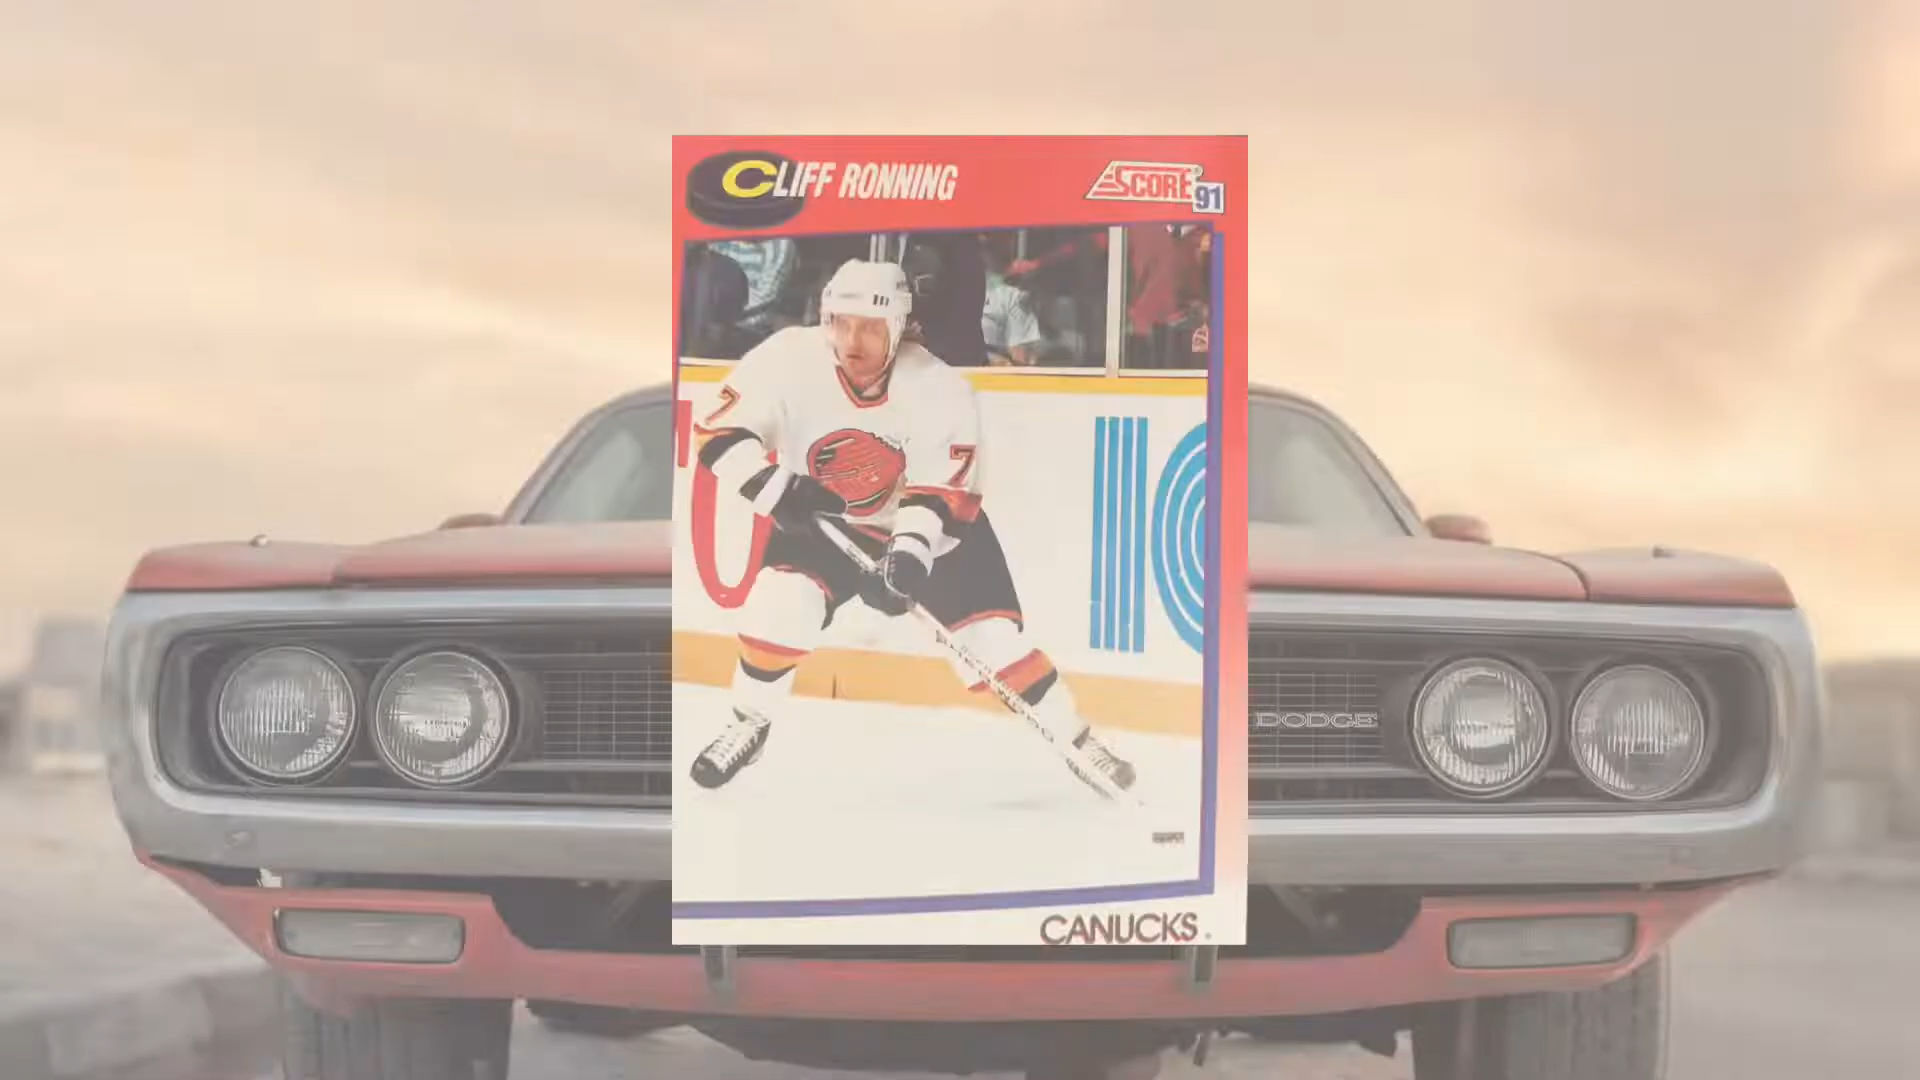 CLIFF RONNING
SCORE 91
7
7
CANUCKS
DODGE